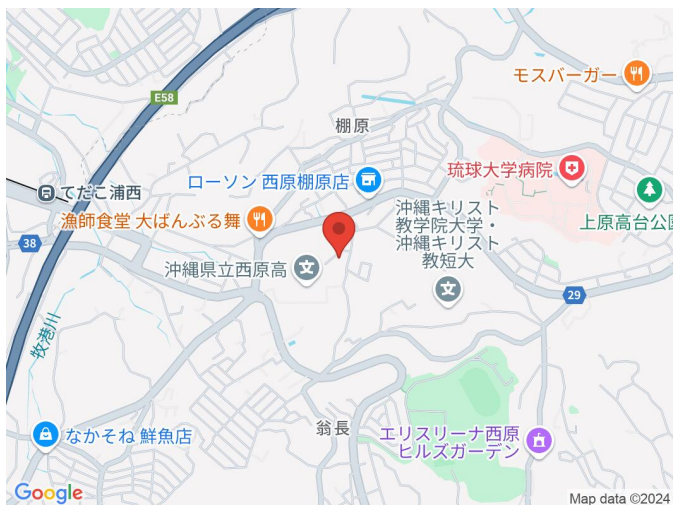 モスバーガー
E58
棚原
琉球大学病院
てだこ浦西
ローソン 西原棚原店
沖縄キリスト
教学院大学・
沖縄キリスト
教短大
上原高台公園
漁師食堂 大ばんぶる舞
38
沖縄県立西原高
29
牧港川
翁長
なかそね 鮮魚店
エリスリーナ西原
ヒルズガーデン
Google
Map data ©2024